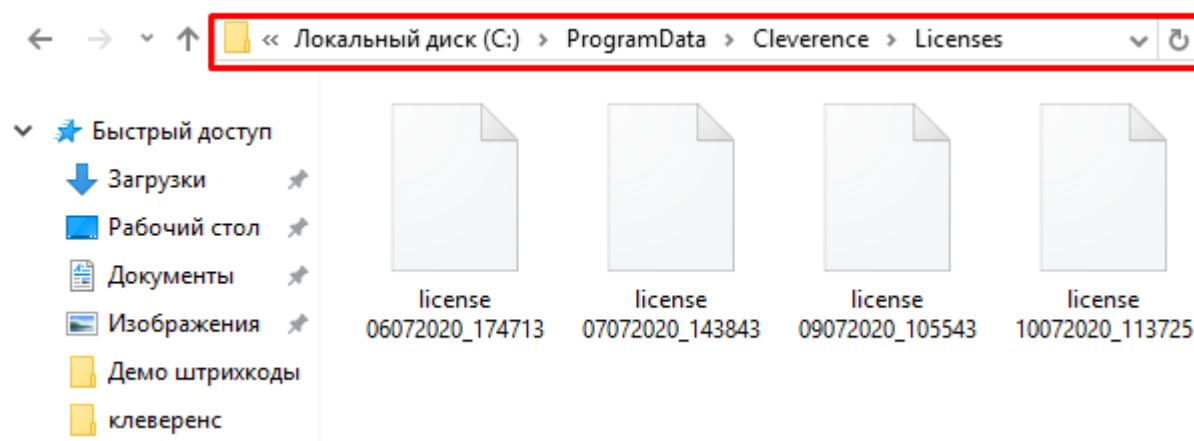 « Локальный диск (C:) > ProgramData > Cleverence > Licenses
Быстрый доступ
Загрузки
Рабочий стол
Документы
Изображения
Демо штрихкоды
клеверенс
license
06072020_174713
license
07072020_143843
license
09072020_105543
license
10072020_113725